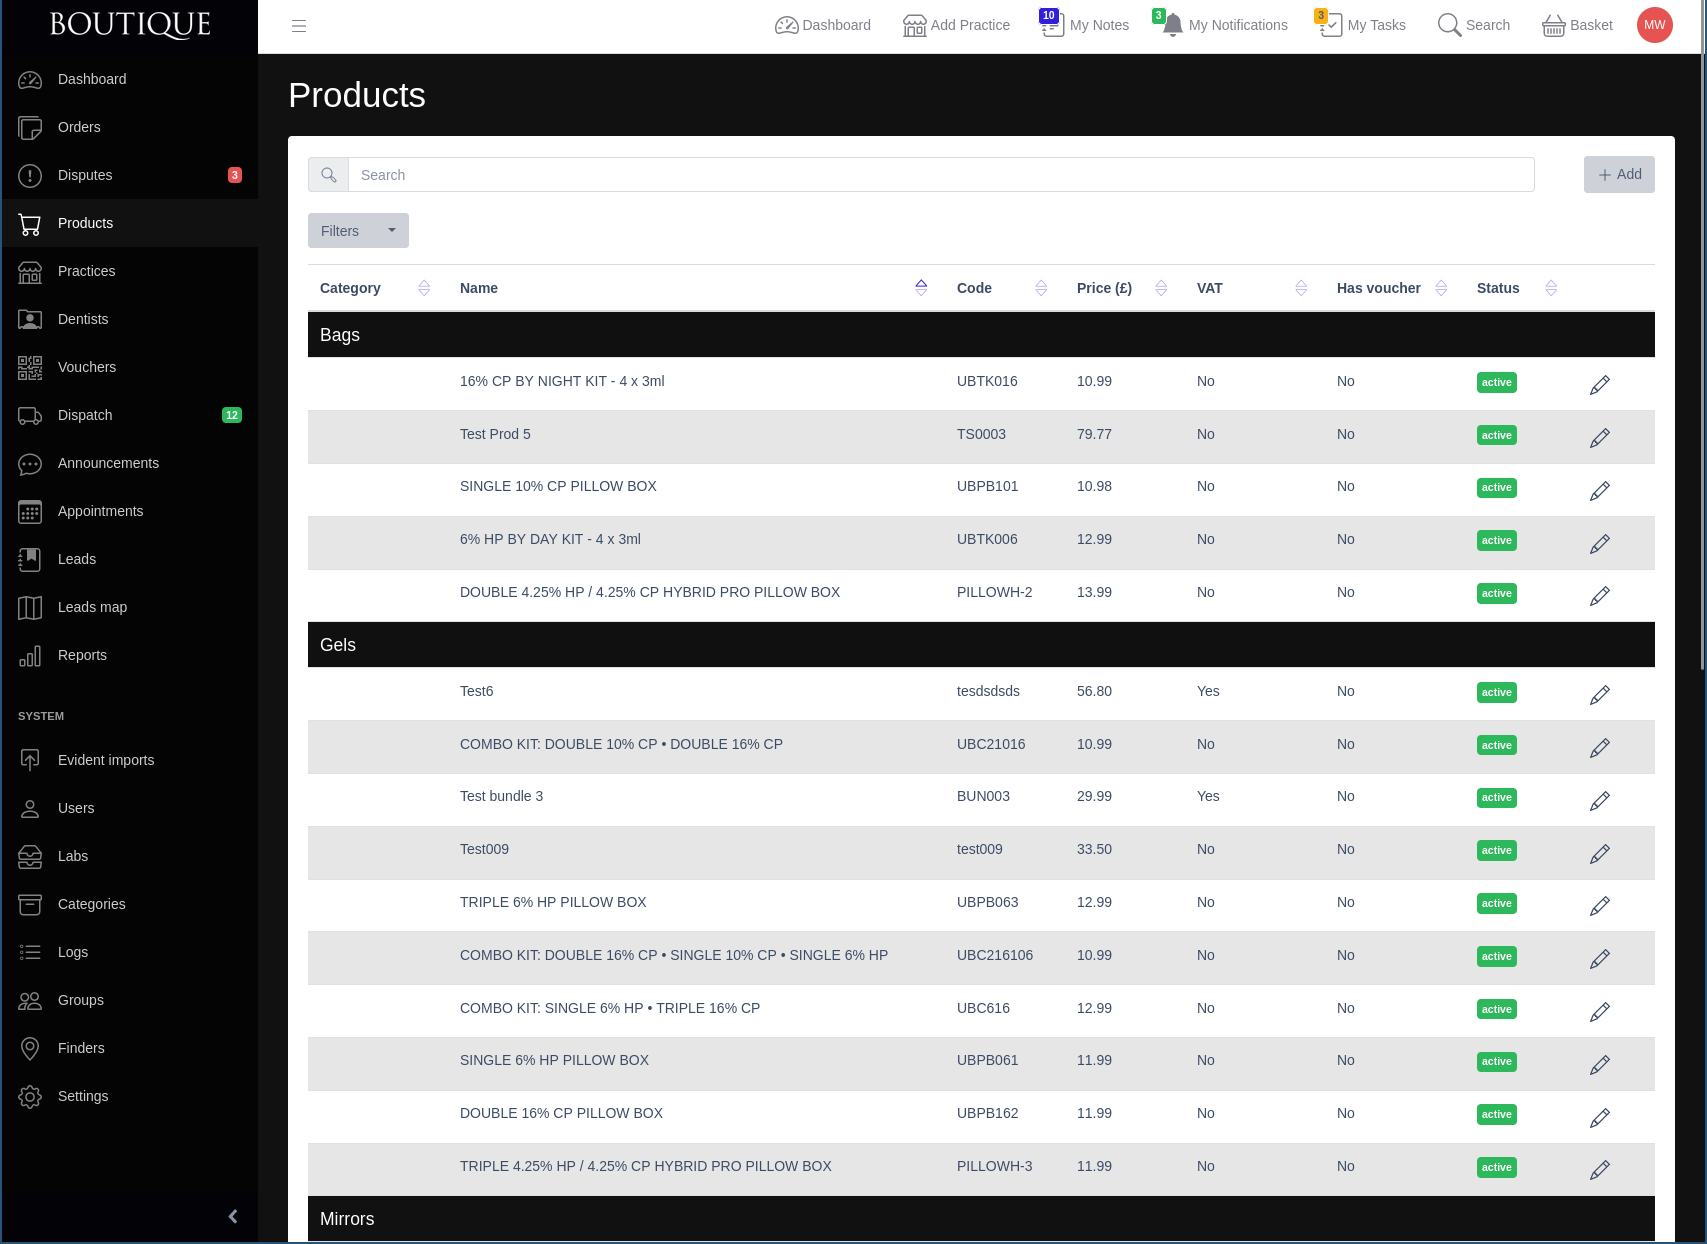 BOUTIQUE
Dashboard
Add Practice
10
My Notes
3
My Notifications
3
My Tasks
Search
Basket
MW
Dashboard
Orders
Disputes
3
Products
Practices
Dentists
Vouchers
Dispatch
12
Announcements
Appointments
Leads
Leads map
Reports
SYSTEM
Evident imports
Users
Labs
Categories
Logs
Groups
Finders
Settings
Products
Search
Add
Filters
Category Name Code Price (£) VAT Has voucher Status
Bags
16% CP BY NIGHT KIT - 4 x 3ml UBTK016 10.99 No No active
Test Prod 5 TS0003 79.77 No No active
SINGLE 10% CP PILLOW BOX UBPB101 10.98 No No active
6% HP BY DAY KIT - 4 x 3ml UBTK006 12.99 No No active
DOUBLE 4.25% HP / 4.25% CP HYBRID PRO PILLOW BOX PILLOWH-2 13.99 No No active
Gels
Test6 tesdsdsds 56.80 Yes No active
COMBO KIT: DOUBLE 10% CP • DOUBLE 16% CP UBC21016 10.99 No No active
Test bundle 3 BUN003 29.99 Yes No active
Test009 test009 33.50 No No active
TRIPLE 6% HP PILLOW BOX UBPB063 12.99 No No active
COMBO KIT: DOUBLE 16% CP • SINGLE 10% CP • SINGLE 6% HP UBC216106 10.99 No No active
COMBO KIT: SINGLE 6% HP • TRIPLE 16% CP UBC616 12.99 No No active
SINGLE 6% HP PILLOW BOX UBPB061 11.99 No No active
DOUBLE 16% CP PILLOW BOX UBPB162 11.99 No No active
TRIPLE 4.25% HP / 4.25% CP HYBRID PRO PILLOW BOX PILLOWH-3 11.99 No No active
Mirrors